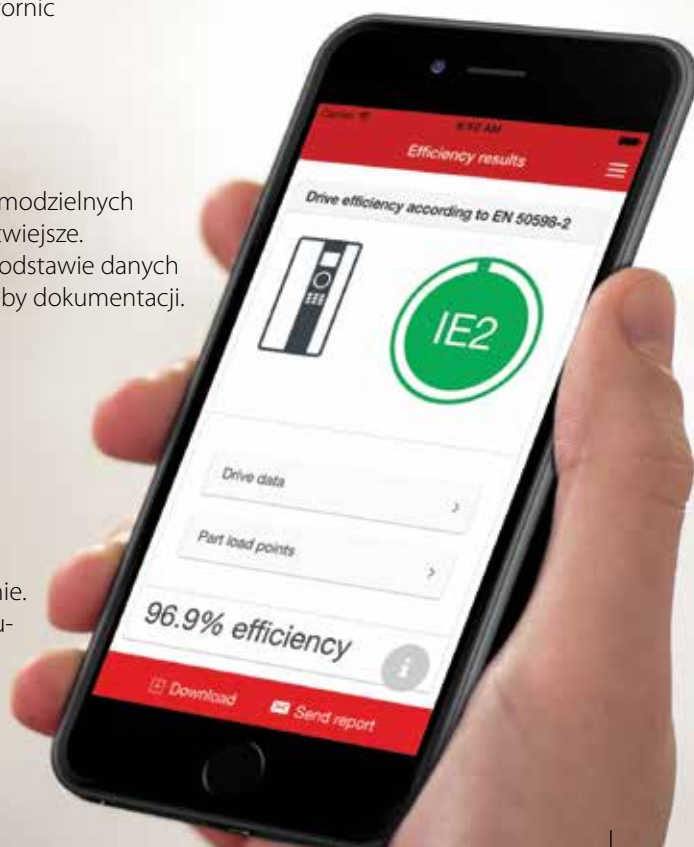 ornic
modzielnych
twiejsze.
odstawie danych
eby dokumentacji.
nie.
u-
Efficiency results
Drive efficiency according to EN 50598-2
IE2
Drive data
Part load points
96.9% efficiency
i
Download
Send report